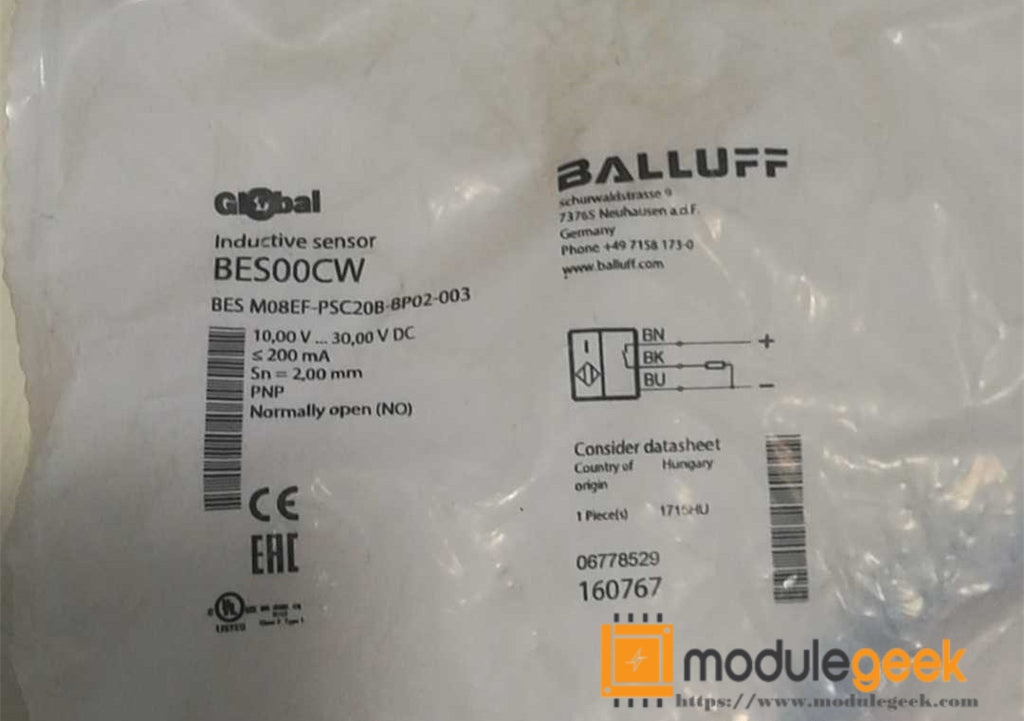 Global
Inductive sensor
BES00CW
BES M08EF-PSC20B-BP02-003
10,00 V ... 30,00 V DC
≤ 200 mA
Sn = 2,00 mm
PNP
Normally open (NO)
CE
EAC
UL
LISTED
BALLUFF
schurwaldstrasse 9
73765 Neuhausen a.d.F.
Germany
Phone +49 7158 173-0
www.balluff.com
BN +
BK
BU −
Consider datasheet
Country of origin Hungary
1 Piece(s) 1715HU
06778529
160767
modulegeek
https://www.modulegeek.com